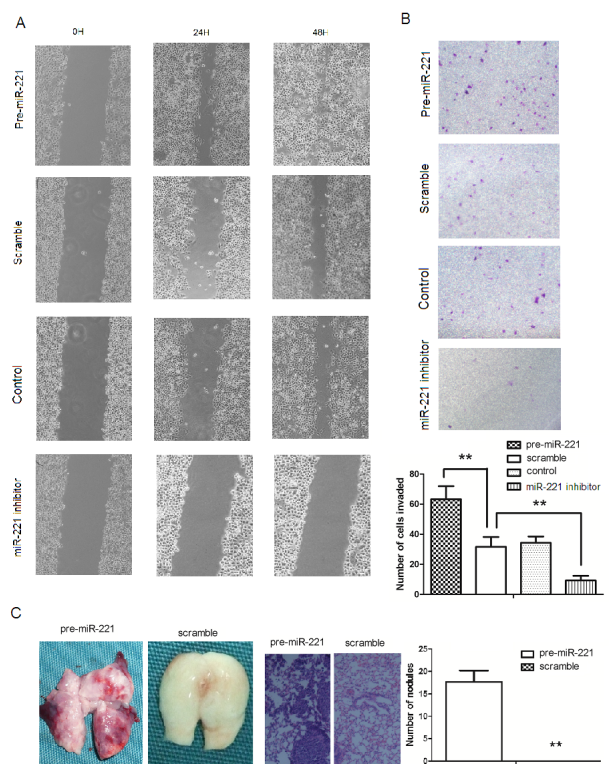 A
0H
24H
48H
Pre-miR-221
Scramble
Control
miR-221 inhibitor
B
Pre-miR-221
Scramble
Control
miR-221 inhibitor
pre-miR-221
scramble
control
miR-221 inhibitor
**
**
Number of cells invaded
80
60
40
20
0
C
pre-miR-221
scramble
pre-miR-221
scramble
pre-miR-221
scramble
Number of nodules
25
20
15
10
5
0
**